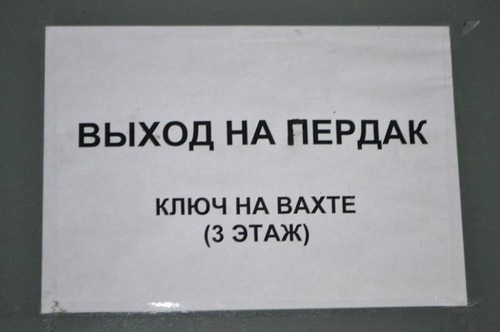 ВЫХОД НА ПЕРДАК
КЛЮЧ НА ВАХТЕ
(3 ЭТАЖ)